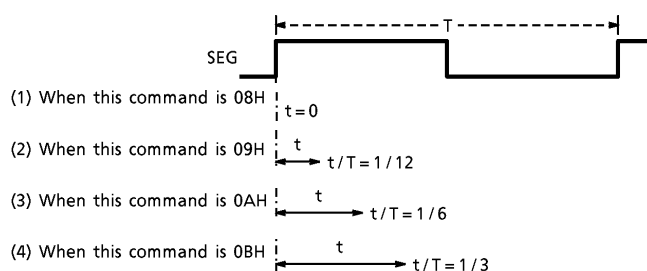 T
SEG
(1) When this command is 08H
t=0
(2) When this command is 09H
t
t/T=1/12
(3) When this command is 0AH
t
t/T=1/6
(4) When this command is 0BH
t
t/T=1/3